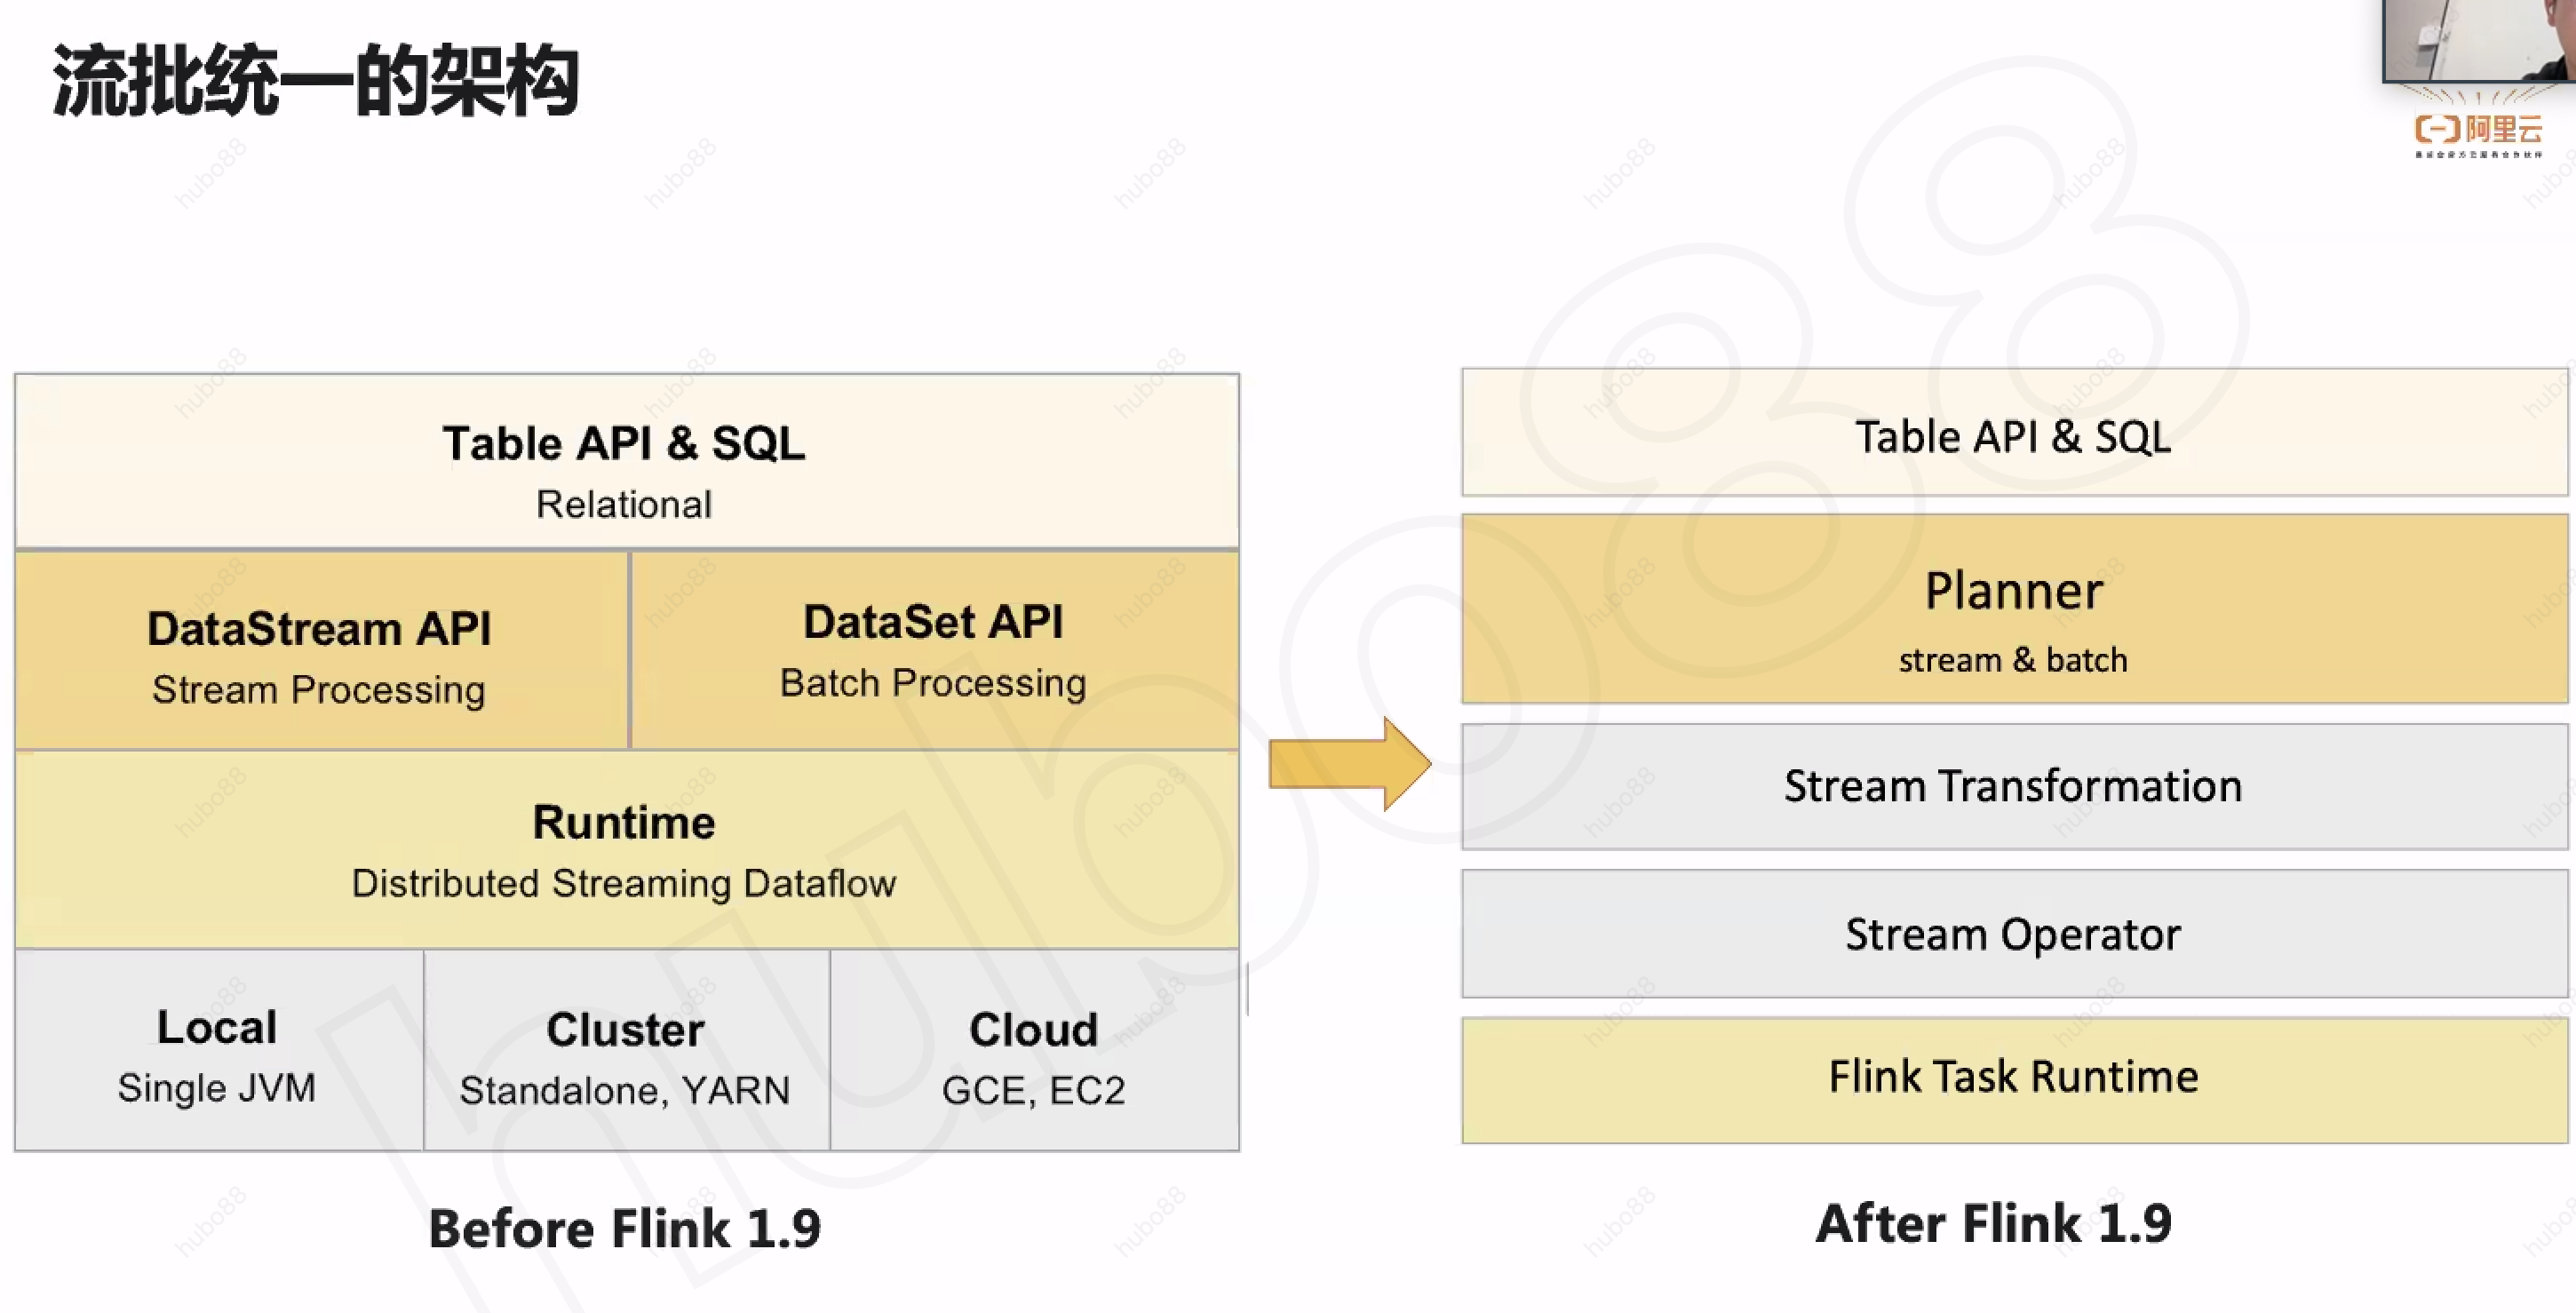 流批统一的架构
阿里云
Table API & SQL
Relational
DataStream API
Stream Processing
DataSet API
Batch Processing
Runtime
Distributed Streaming Dataflow
Local
Single JVM
Cluster
Standalone, YARN
Cloud
GCE, EC2
Before Flink 1.9
Table API & SQL
Planner
stream & batch
Stream Transformation
Stream Operator
Flink Task Runtime
After Flink 1.9
hubo88